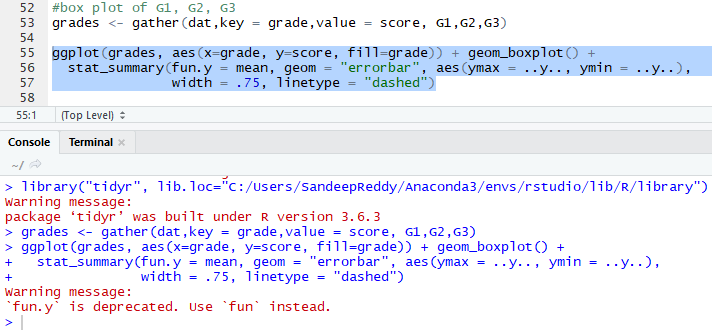 52 #box plot of G1, G2, G3
53 grades <- gather(dat,key = grade,value = score, G1,G2,G3)
54
55 ggplot(grades, aes(x=grade, y=score, fill=grade)) + geom_boxplot() +
56 stat_summary(fun.y = mean, geom = "errorbar", aes(ymax = ..y.., ymin = ..y..),
57 width = .75, linetype = "dashed")
58
55:1 (Top Level)
Console Terminal ×
~/
> library("tidyr", lib.loc="C:/Users/SandeepReddy/Anaconda3/envs/rstudio/lib/R/library")
Warning message:
package ‘tidyr’ was built under R version 3.6.3
> grades <- gather(dat,key = grade,value = score, G1,G2,G3)
> ggplot(grades, aes(x=grade, y=score, fill=grade)) + geom_boxplot() +
+ stat_summary(fun.y = mean, geom = "errorbar", aes(ymax = ..y.., ymin = ..y..),
+ width = .75, linetype = "dashed")
Warning message:
`fun.y` is deprecated. Use `fun` instead.
>